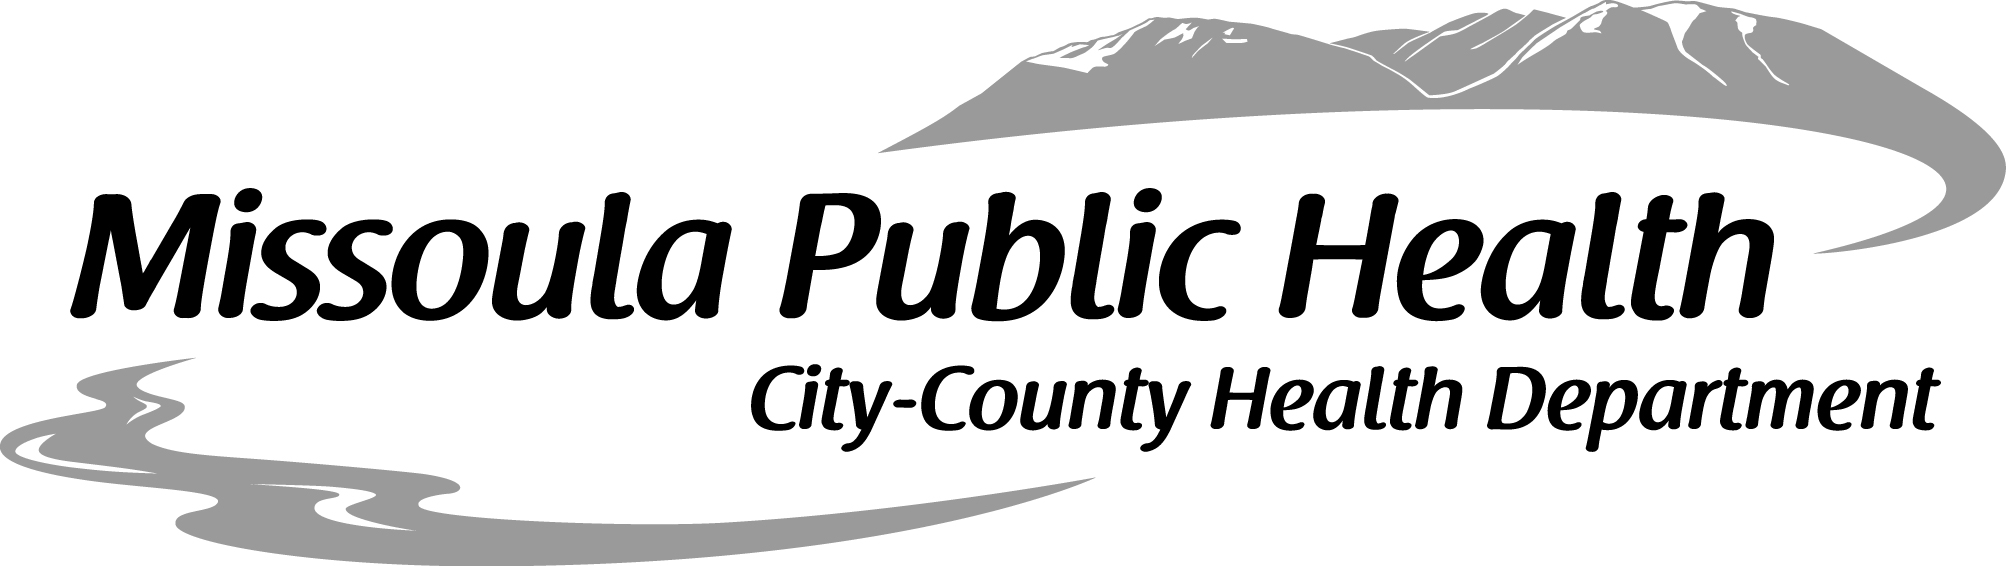 Missoula Public Health
City-County Health Department